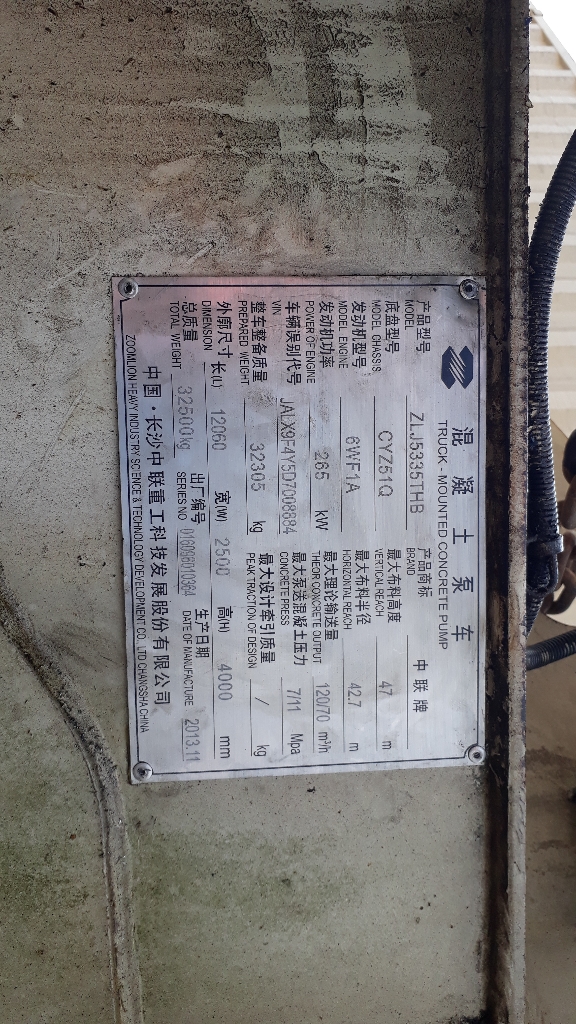 混凝土泵车
TRUCK - MOUNTED CONCRETE PUMP
产品型号 ZLJ5335THB 产品商标 中联牌
MODEL BRAND
底盘型号 CYZ51Q 最大布料高度 47 m
MODEL CHASSIS VERTICAL REACH
发动机型号 6WF1A 最大布料半径 42.7 m
MODEL ENGINE HORIZONTAL REACH
发动机功率 265 kW 最大理论输送量 120/70 m³/h
POWER OF ENGINE THEOR CONCRETE OUTPUT
车辆识别代号 JALX9F4Y5D7008884 最大泵送混凝土压力 7/11 Mpa
VIN CONCRETE PRESS
整车整备质量 32305 kg 最大设计牵引质量 / kg
PREPARED WEIGHT PEAK TRACTION OF DESIGN
外廓尺寸 长(L) 12060 宽(W) 2500 高(H) 4000 mm
DIMENSION
总质量 32500kg 出厂编号 生产日期 2013.11
TOTAL WEIGHT SERIES NO DATE OF MANUFACTURE
中国·长沙中联重工科技发展股份有限公司
ZOOMLION HEAVY INDUSTRY SCIENCE & TECHNOLOGY DEVELOPMENT CO., LTD CHANGSHA CHINA